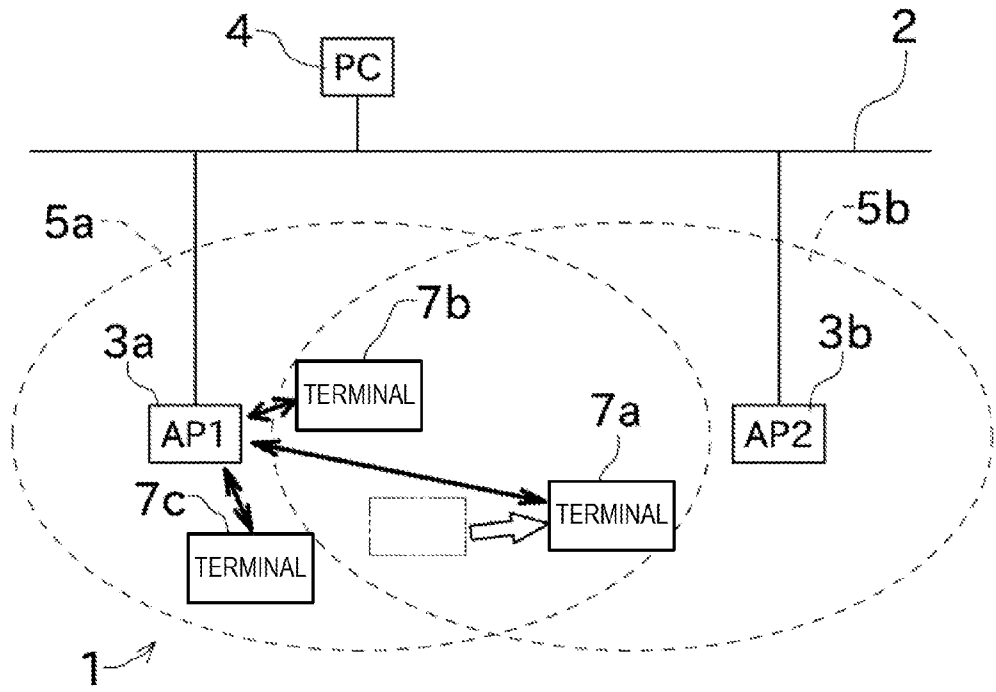 4
PC
2
5a
5b
7b
3a
TERMINAL
3b
7a
AP1
AP2
7c
TERMINAL
TERMINAL
1